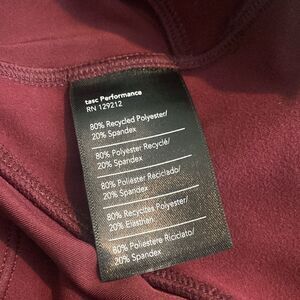 tasc Performance
RN 129212
80% Recycled Polyester/
20% Spandex
80% Polyester Recyclé/
20% Spandex
80% Poliéster Reciclado/
20% Spandex
80% Recycltes Polyester/
20% Elasthan
80% Poliestere Riciclato/
20% Spandex